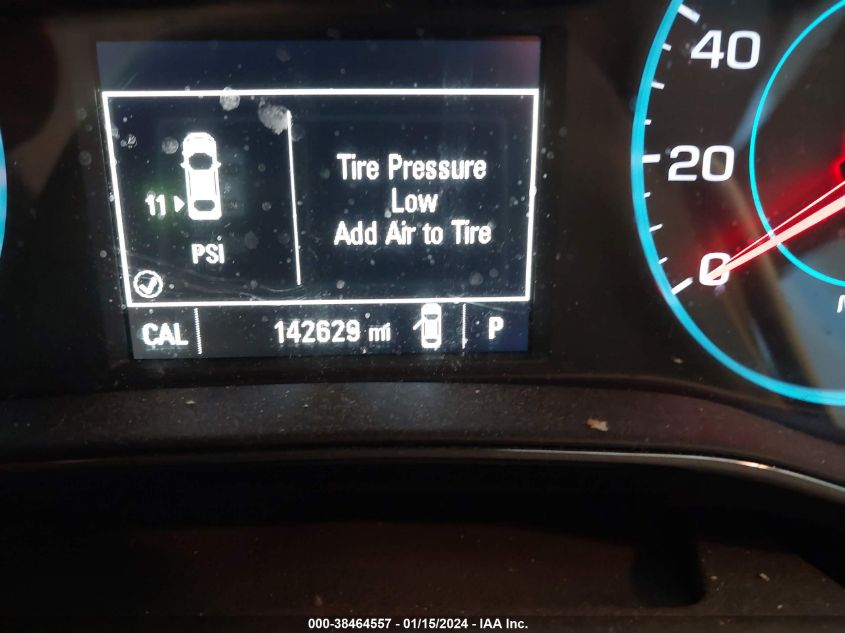 40
Tire Pressure
Low
20
11
Add Air to Tire
PSI
0
CAL 142629 mi P
000-38464557 - 01/15/2024 - IAA Inc.